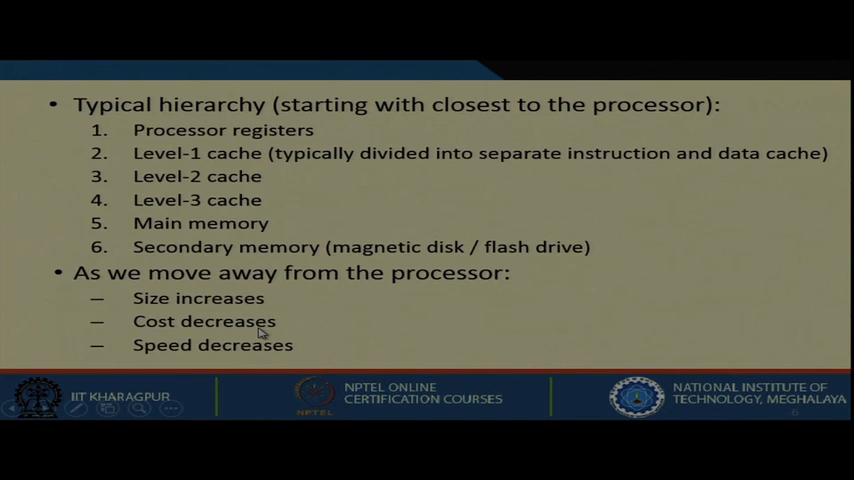 • Typical hierarchy (starting with closest to the processor):
1. Processor registers
2. Level-1 cache (typically divided into separate instruction and data cache)
3. Level-2 cache
4. Level-3 cache
5. Main memory
6. Secondary memory (magnetic disk / flash drive)
• As we move away from the processor:
– Size increases
– Cost decreases
– Speed decreases
IIT KHARAGPUR
NPTEL
NPTEL ONLINE
CERTIFICATION COURSES
NATIONAL INSTITUTE OF
TECHNOLOGY, MEGHALAYA
6